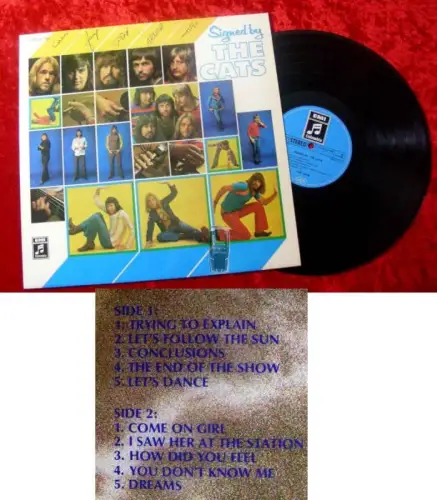 Signed by
THE
CATS
STEREO
SIDE 1:
1. TRYING TO EXPLAIN
2. LET'S FOLLOW THE SUN
3. CONCLUSIONS
4. THE END OF THE SHOW
5. LET'S DANCE
SIDE 2:
1. COME ON GIRL
2. I SAW HER AT THE STATION
3. HOW DID YOU FEEL
4. YOU DON'T KNOW ME
5. DREAMS